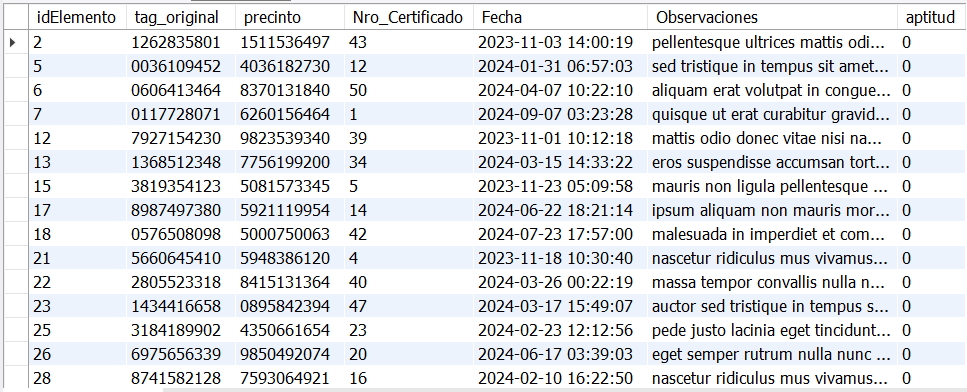 idElemento tag_original precinto Nro_Certificado Fecha Observaciones aptitud
2 1262835801 1511536497 43 2023-11-03 14:00:19 pellentesque ultrices mattis odi... 0
5 0036109452 4036182730 12 2024-01-31 06:57:03 sed tristique in tempus sit amet... 0
6 0606413464 8370131840 50 2024-04-07 10:22:10 aliquam erat volutpat in congue... 0
7 0117728071 6260156464 1 2024-09-07 03:23:28 quisque ut erat curabitur gravid... 0
12 7927154230 9823539340 39 2023-11-01 10:12:18 mattis odio donec vitae nisi na... 0
13 1368512348 7756199200 34 2024-03-15 14:33:22 eros suspendisse accumsan tort... 0
15 3819354123 5081573345 5 2023-11-23 05:09:58 mauris non ligula pellentesque ... 0
17 8987497380 5921119954 14 2024-06-22 18:21:14 ipsum aliquam non mauris mor... 0
18 0576508098 5000750063 42 2024-07-23 17:57:00 malesuada in imperdiet et com... 0
21 5660645410 5948386120 4 2023-11-18 10:30:40 nascetur ridiculus mus vivamus... 0
22 2805523318 8415131364 40 2024-03-26 00:22:19 massa tempor convallis nulla n... 0
23 1434416658 0895842394 47 2024-03-17 15:49:07 auctor sed tristique in tempus s... 0
25 3184189902 4350661654 23 2024-02-23 12:12:56 pede justo lacinia eget tincidunt... 0
26 6975656339 9850492074 20 2024-06-17 03:39:03 eget semper rutrum nulla nunc ... 0
28 8741582128 7593064921 16 2024-02-10 16:22:50 nascetur ridiculus mus vivamus... 0